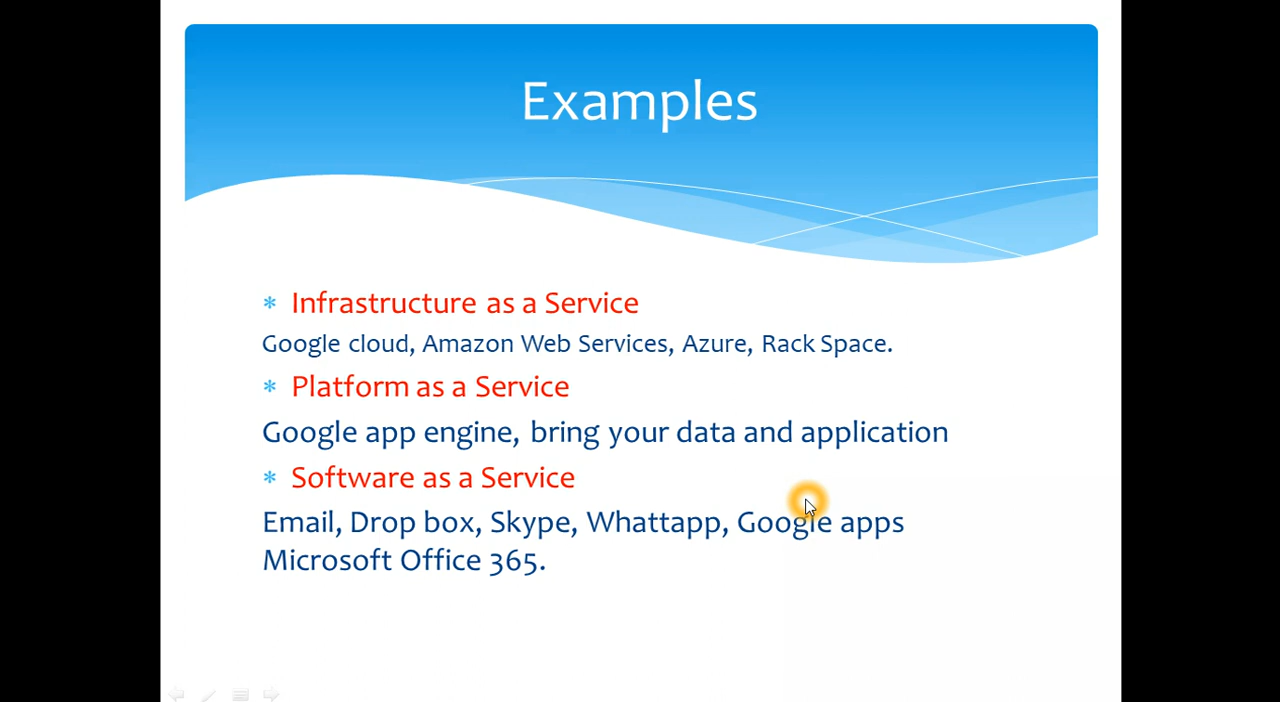 Examples
* Infrastructure as a Service
Google cloud, Amazon Web Services, Azure, Rack Space.
* Platform as a Service
Google app engine, bring your data and application
* Software as a Service
Email, Drop box, Skype, Whattapp, Google apps
Microsoft Office 365.